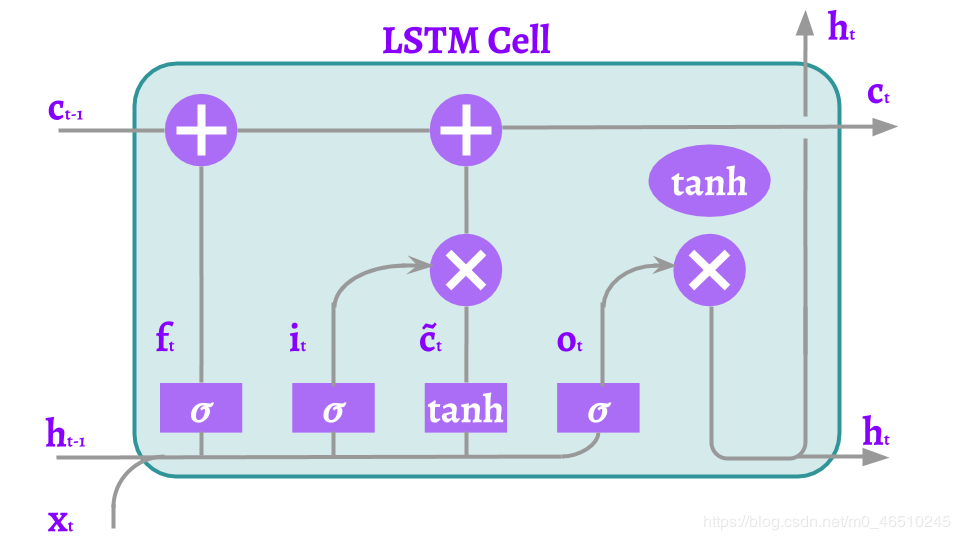 LSTM Cell
hₜ
cₜ₋₁
cₜ
tanh
fₜ
iₜ
c̃ₜ
oₜ
σ
σ
tanh
σ
hₜ₋₁
hₜ
xₜ
https://blog.csdn.net/m0_46510245